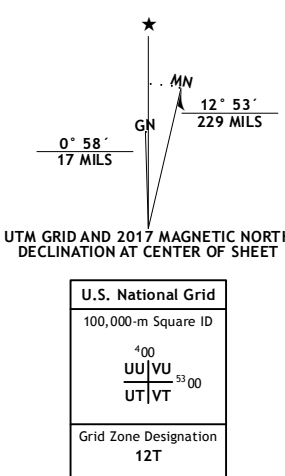 ★
MN
12° 53´
229 MILS
GN
0° 58´
17 MILS
UTM GRID AND 2017 MAGNETIC NORTH
DECLINATION AT CENTER OF SHEET
U.S. National Grid
100,000-m Square ID
400
UU VU
5300
UT VT
Grid Zone Designation
12T